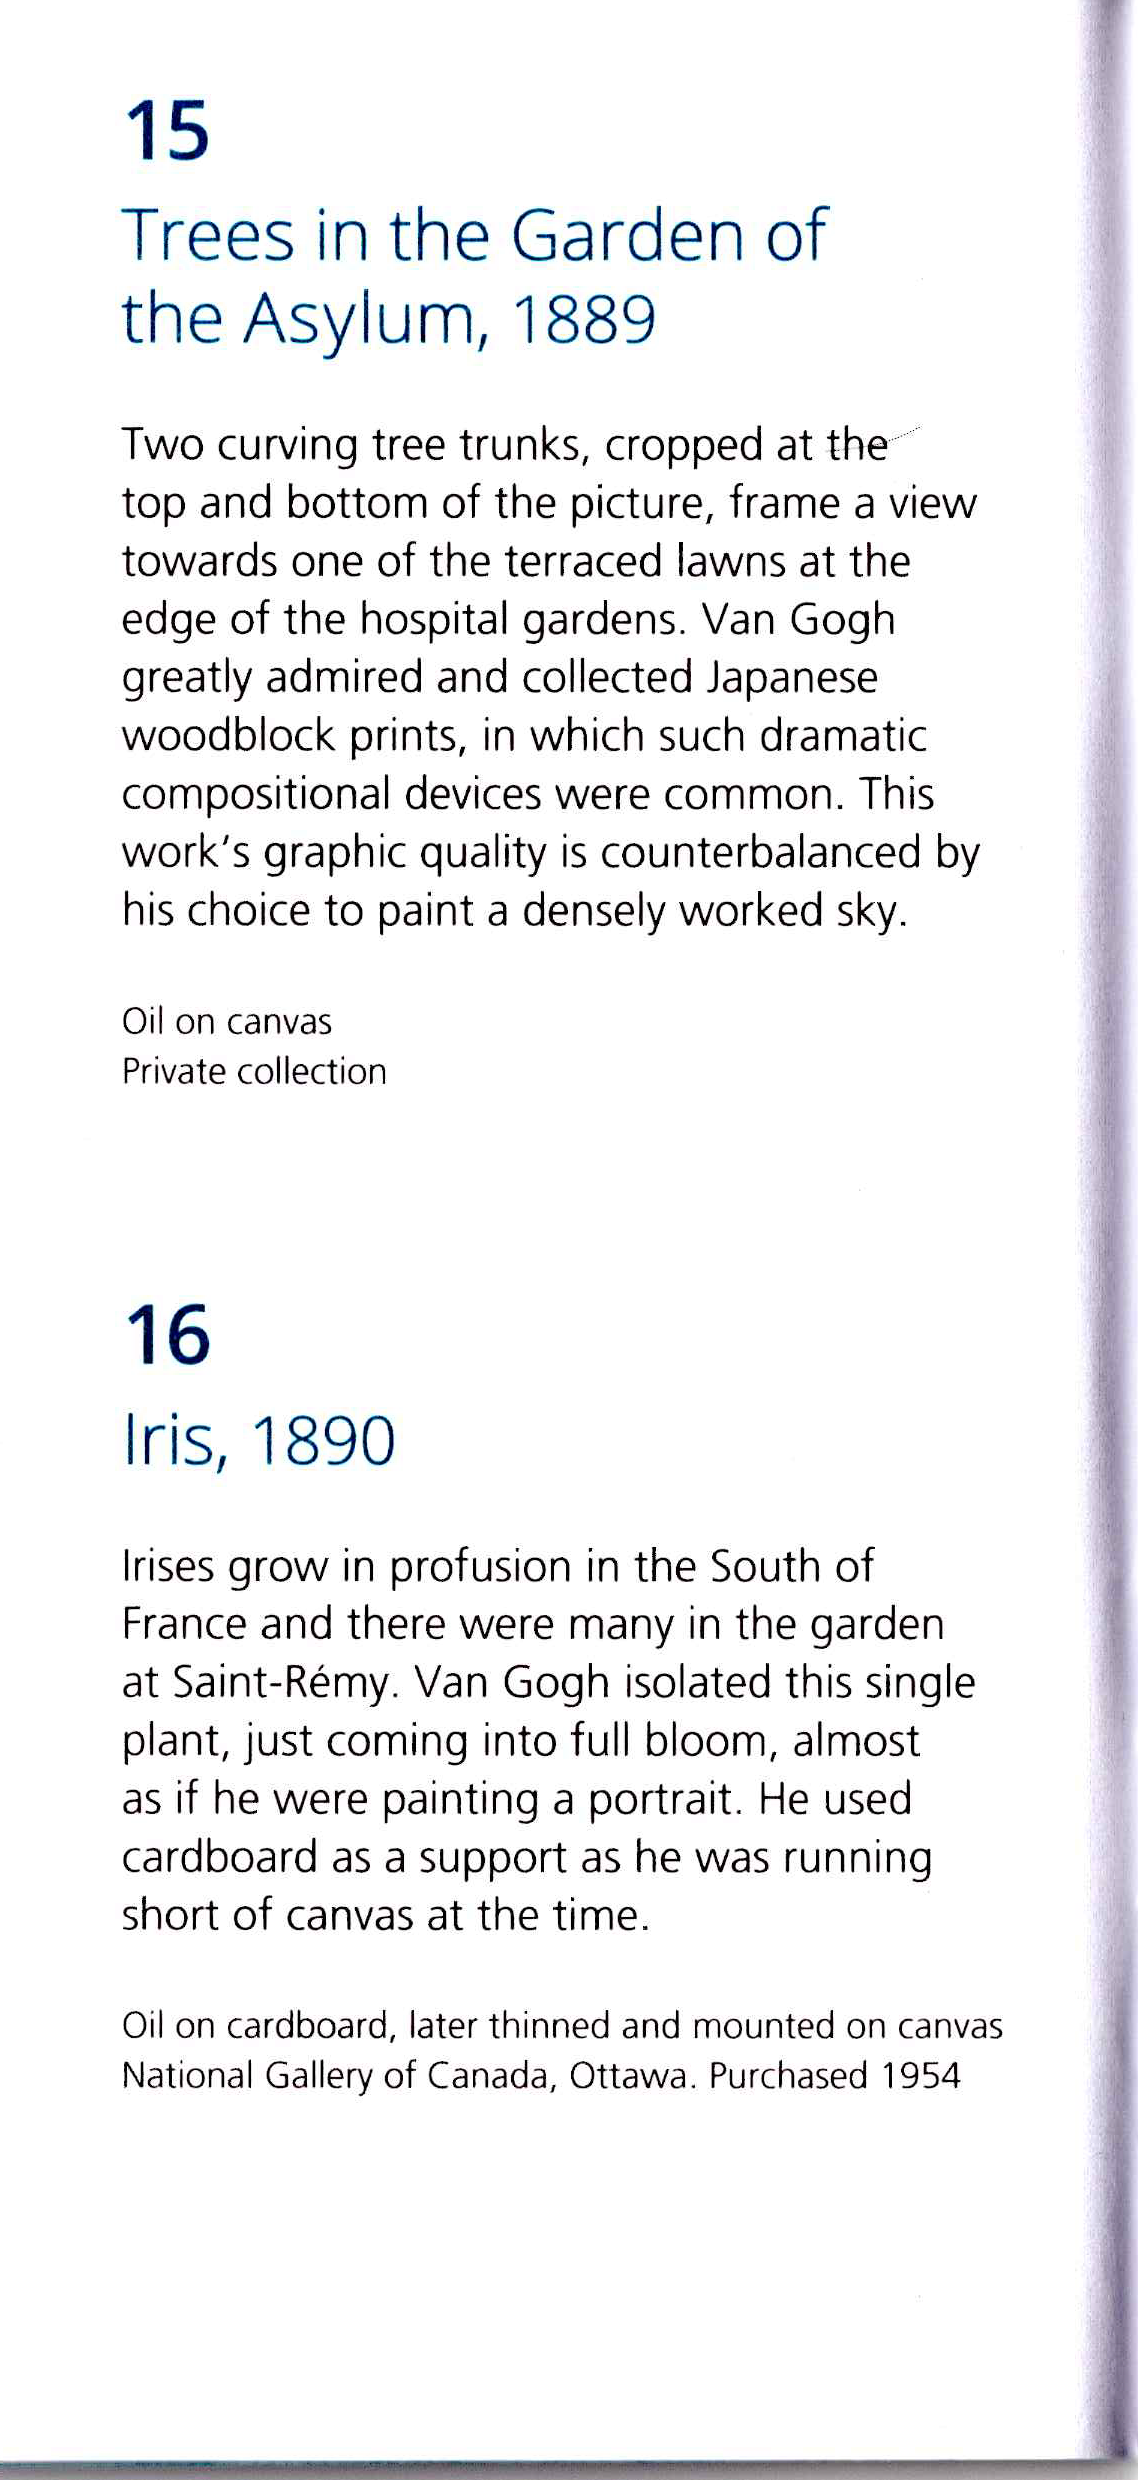 15
Trees in the Garden of
the Asylum, 1889
Two curving tree trunks, cropped at the
top and bottom of the picture, frame a view
towards one of the terraced lawns at the
edge of the hospital gardens. Van Gogh
greatly admired and collected Japanese
woodblock prints, in which such dramatic
compositional devices were common. This
work's graphic quality is counterbalanced by
his choice to paint a densely worked sky.
Oil on canvas
Private collection
16
Iris, 1890
Irises grow in profusion in the South of
France and there were many in the garden
at Saint-Rémy. Van Gogh isolated this single
plant, just coming into full bloom, almost
as if he were painting a portrait. He used
cardboard as a support as he was running
short of canvas at the time.
Oil on cardboard, later thinned and mounted on canvas
National Gallery of Canada, Ottawa. Purchased 1954